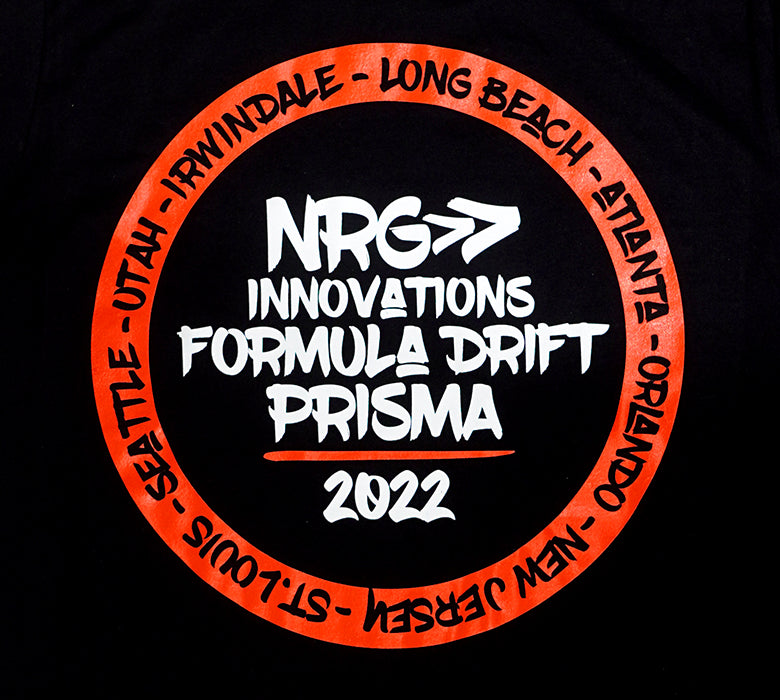 LONG BEACH - ATLANTA - ORLANDO - NEW JERSEY - ST.LOUIS - SEATTLE - UTAH - IRWINDALE -
NRG
INNOVATIONS
FORMULA DRIFT
PRISMA
2022